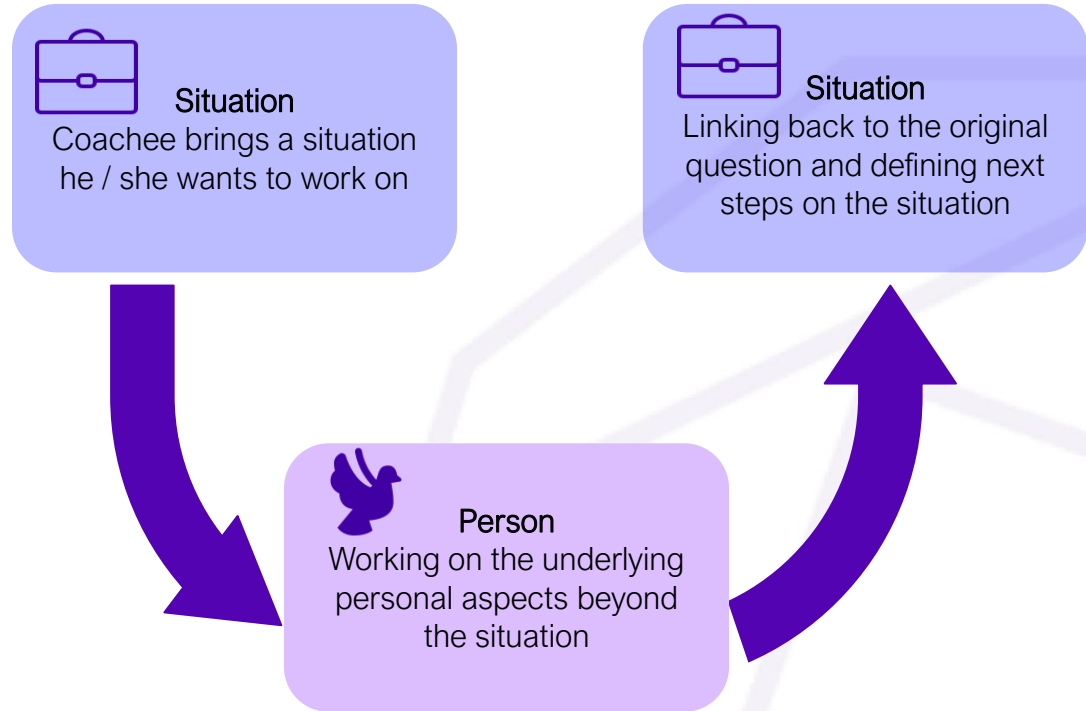 Situation
Coachee brings a situation
he / she wants to work on
Situation
Linking back to the original
question and defining next
steps on the situation
Person
Working on the underlying
personal aspects beyond
the situation